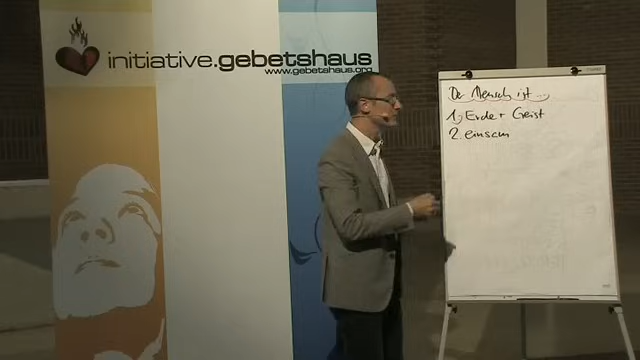 initiative.gebetshaus
www.gebetshaus.org
Der Mensch ist ...
1. Erde + Geist
2. einsam